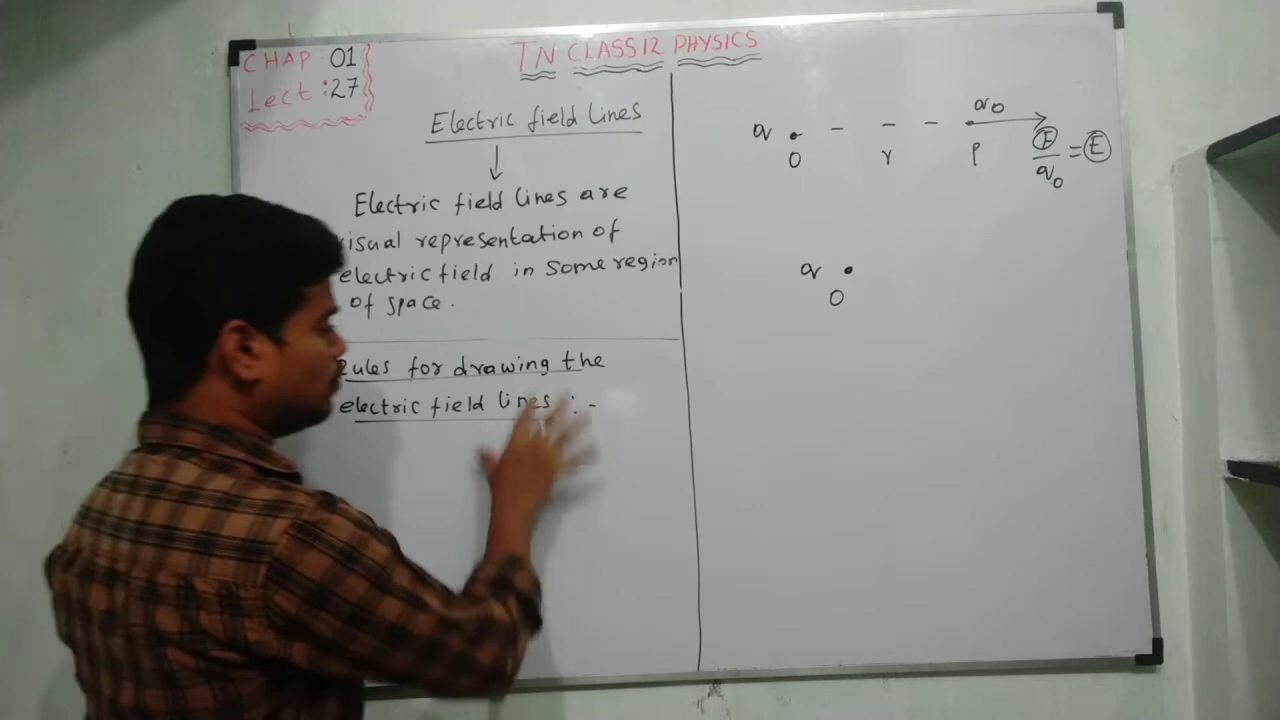 CHAP 01
Lect : 27
TN CLASS 12 PHYSICS
Electric field Lines
Electric field Lines are
visual representation of
electric field in some region
of space.
Rules for drawing the
electric field lines : -
q0
q
O
r
P
F/q0 = E
q
O